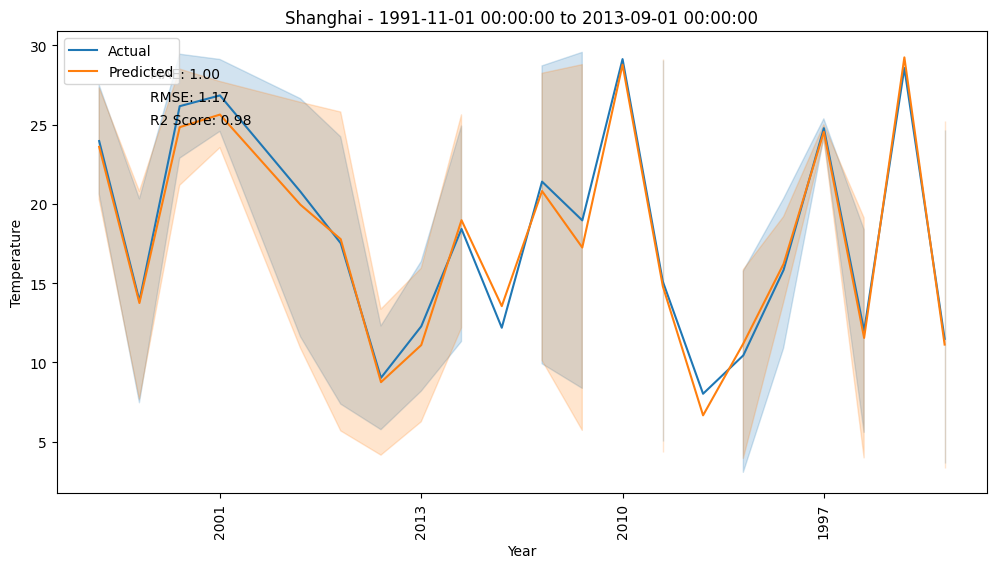 Shanghai - 1991-11-01 00:00:00 to 2013-09-01 00:00:00
Actual
Predicted
: 1.00
RMSE: 1.17
R2 Score: 0.98
Temperature
30
25
20
15
10
5
2001
2013
2010
1997
Year